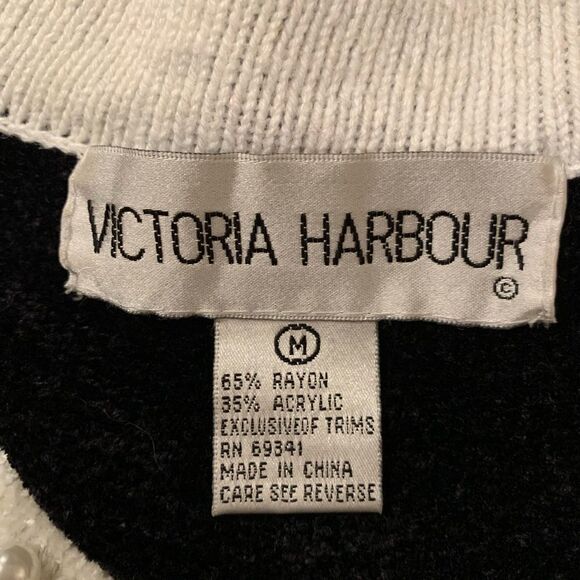 VICTORIA HARBOUR
©
M
65% RAYON
35% ACRYLIC
EXCLUSIVEOF TRIMS
RN 69341
MADE IN CHINA
CARE SEE REVERSE